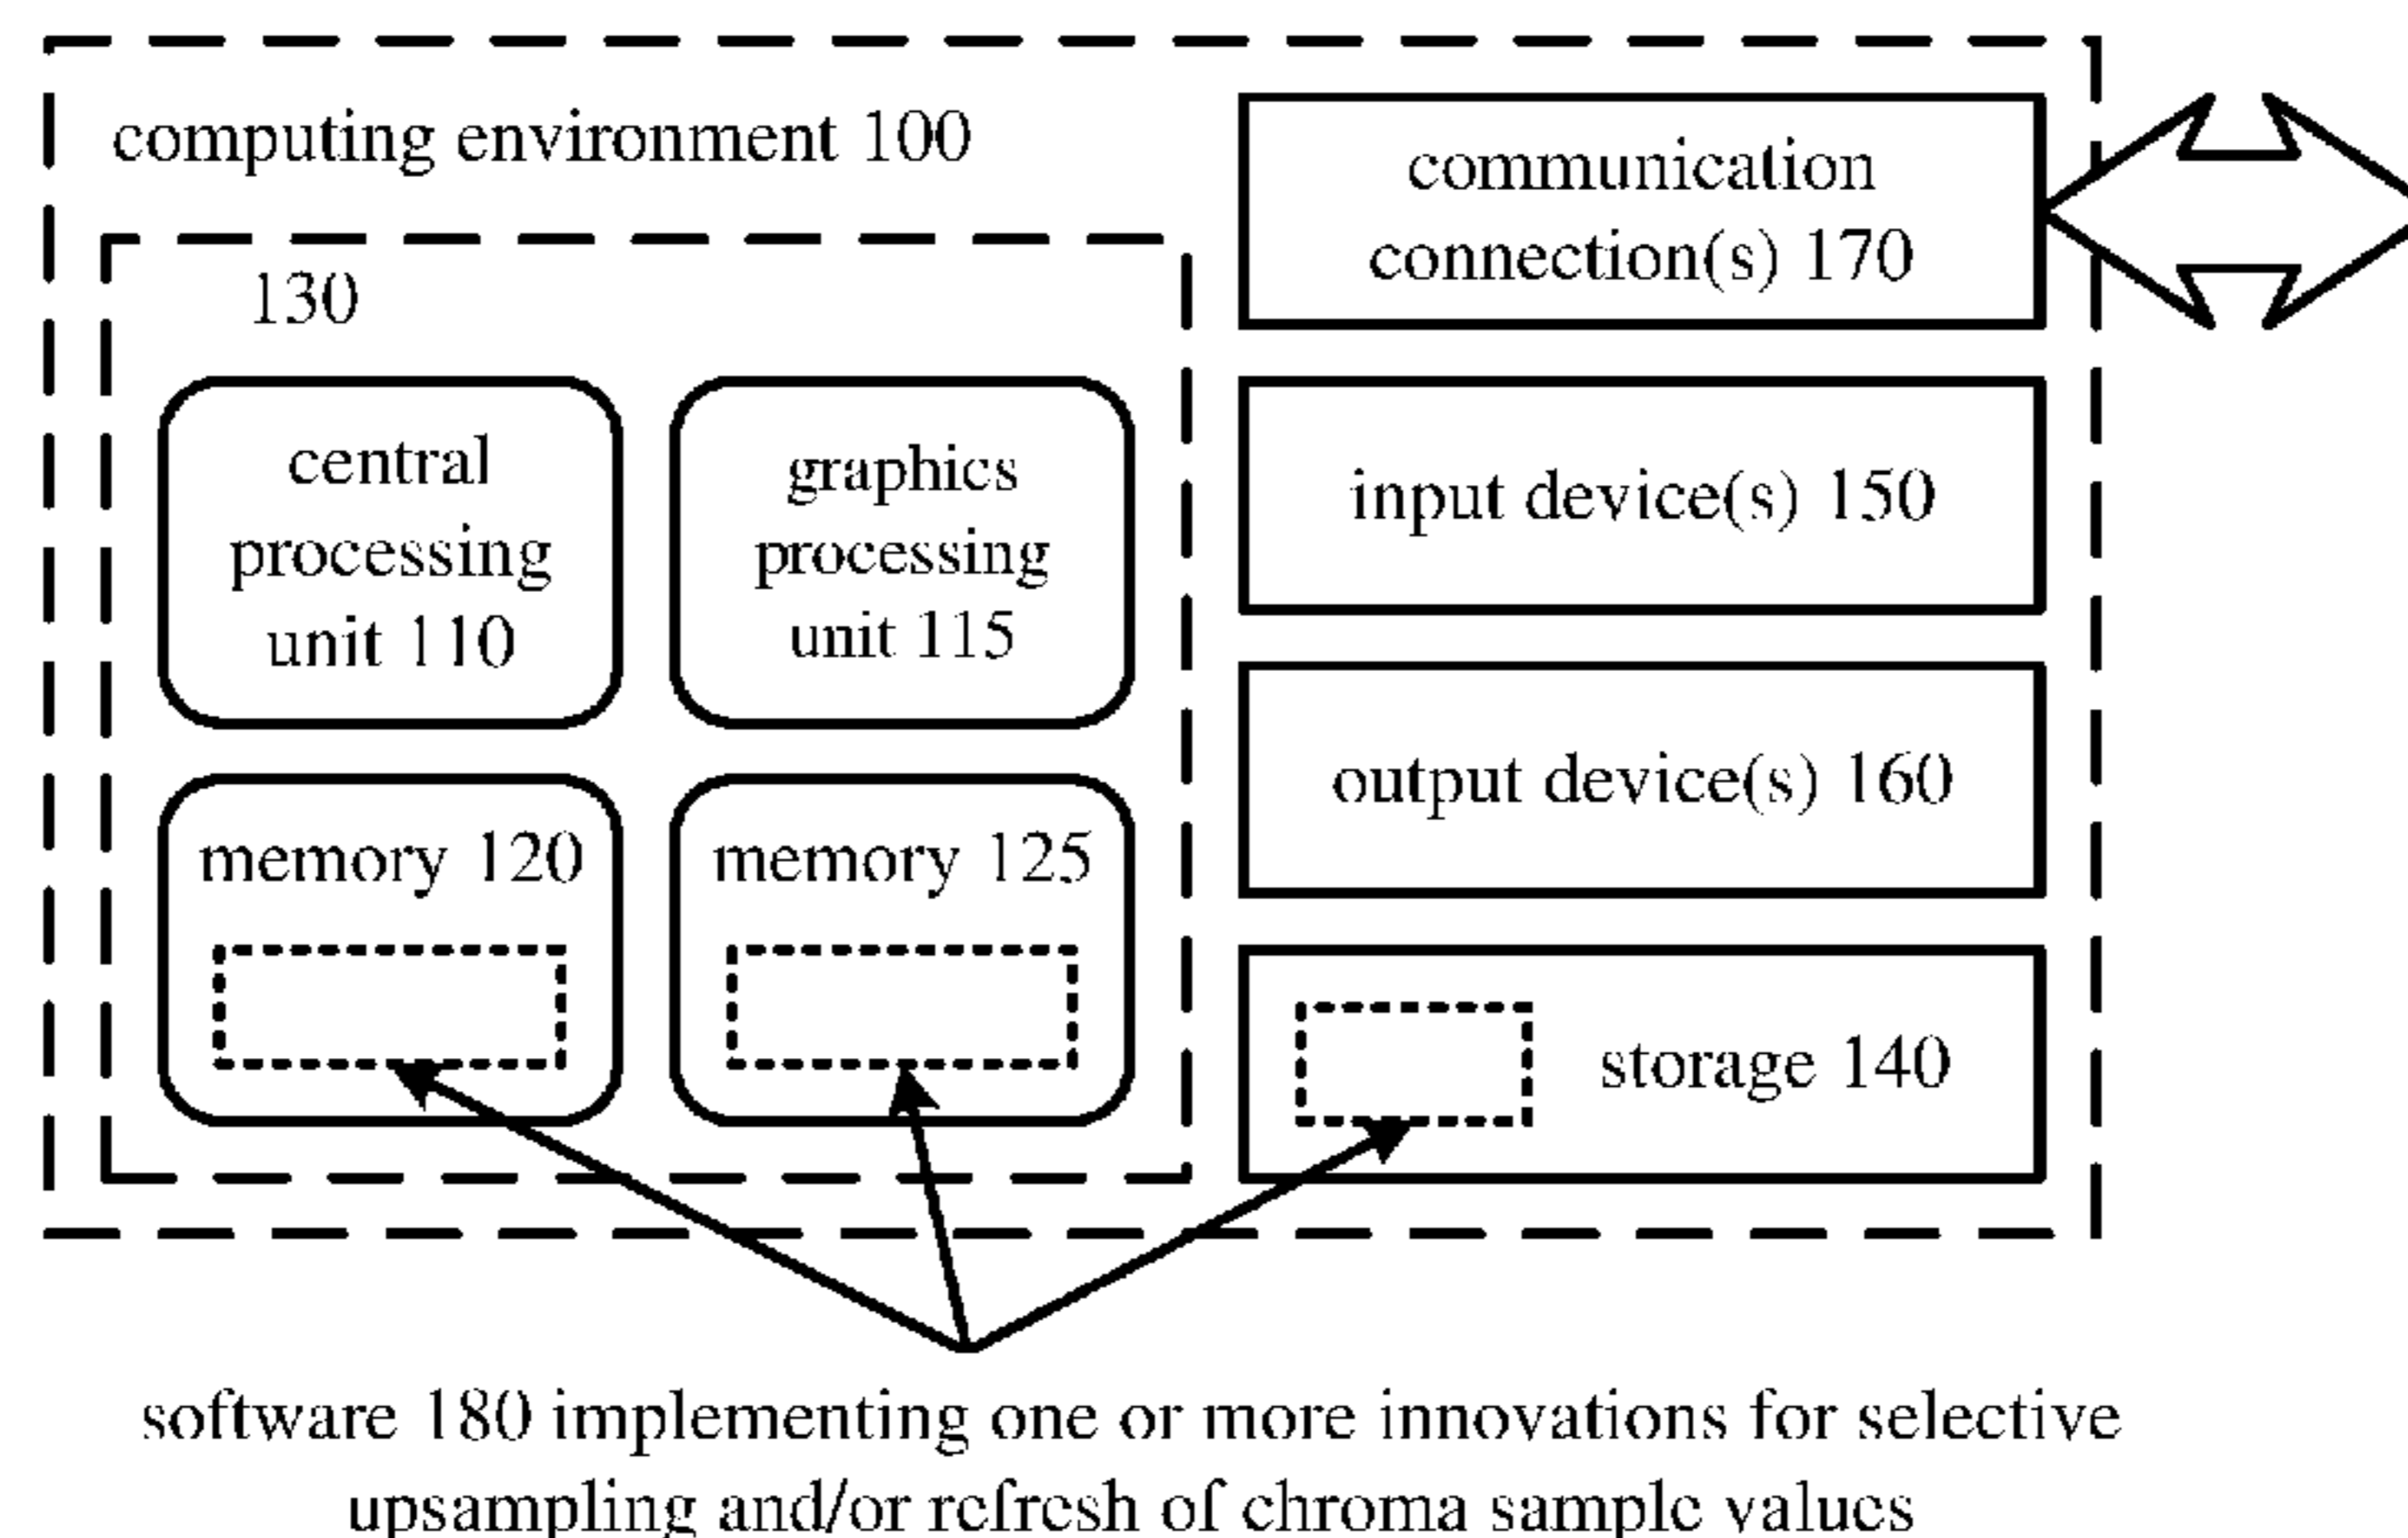 computing environment 100
communication
connection(s) 170
130
central
processing
unit 110
graphics
processing
unit 115
input device(s) 150
output device(s) 160
memory 120
memory 125
storage 140
software 180 implementing one or more innovations for selective
upsampling and/or refresh of chroma sample values